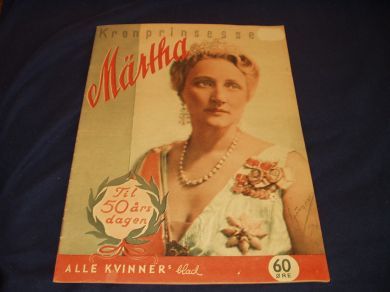 Kronprinsesse
Märtha
Til
50 års
dagen
ALLE KVINNERS blad
60
ØRE